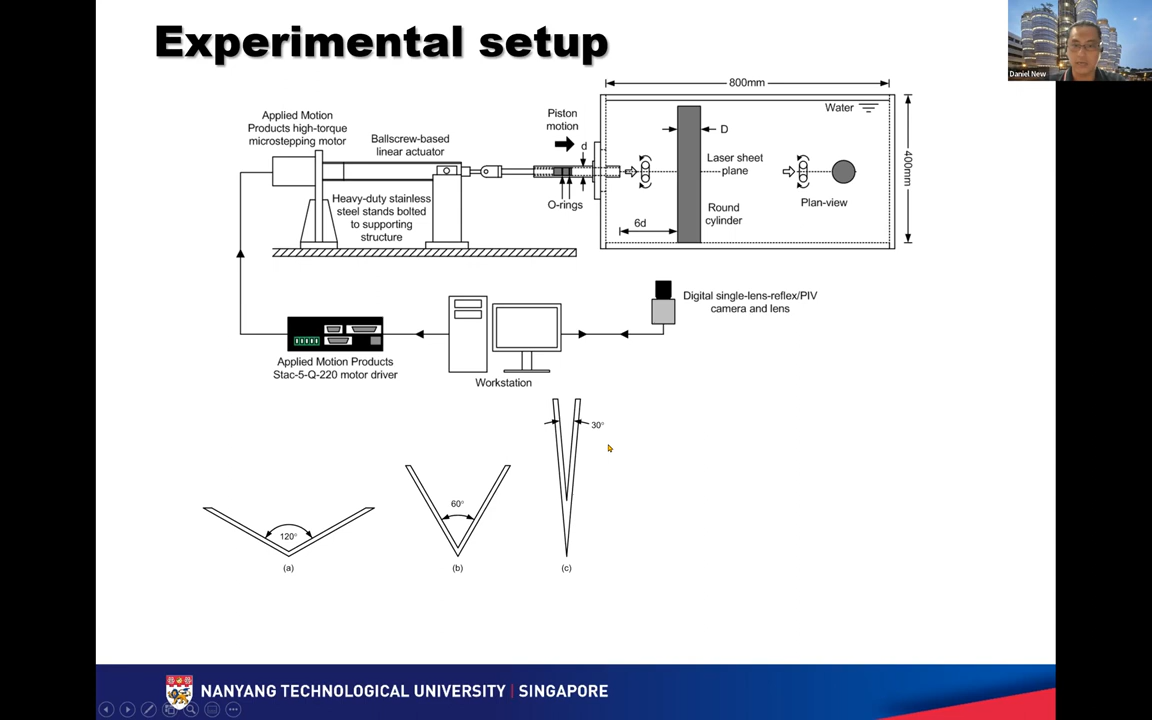 Experimental setup
Daniel New
800mm
Applied Motion
Products high-torque
microstepping motor
Ballscrew-based
linear actuator
Piston
motion
d
Water
D
Laser sheet
plane
400mm
Heavy-duty stainless
steel stands bolted
to supporting
structure
O-rings
6d
Round
cylinder
Plan-view
Digital single-lens-reflex/PIV
camera and lens
Applied Motion Products
Stac-5-Q-220 motor driver
Workstation
30°
60°
120°
(a)
(b)
(c)
NANYANG TECHNOLOGICAL UNIVERSITY | SINGAPORE